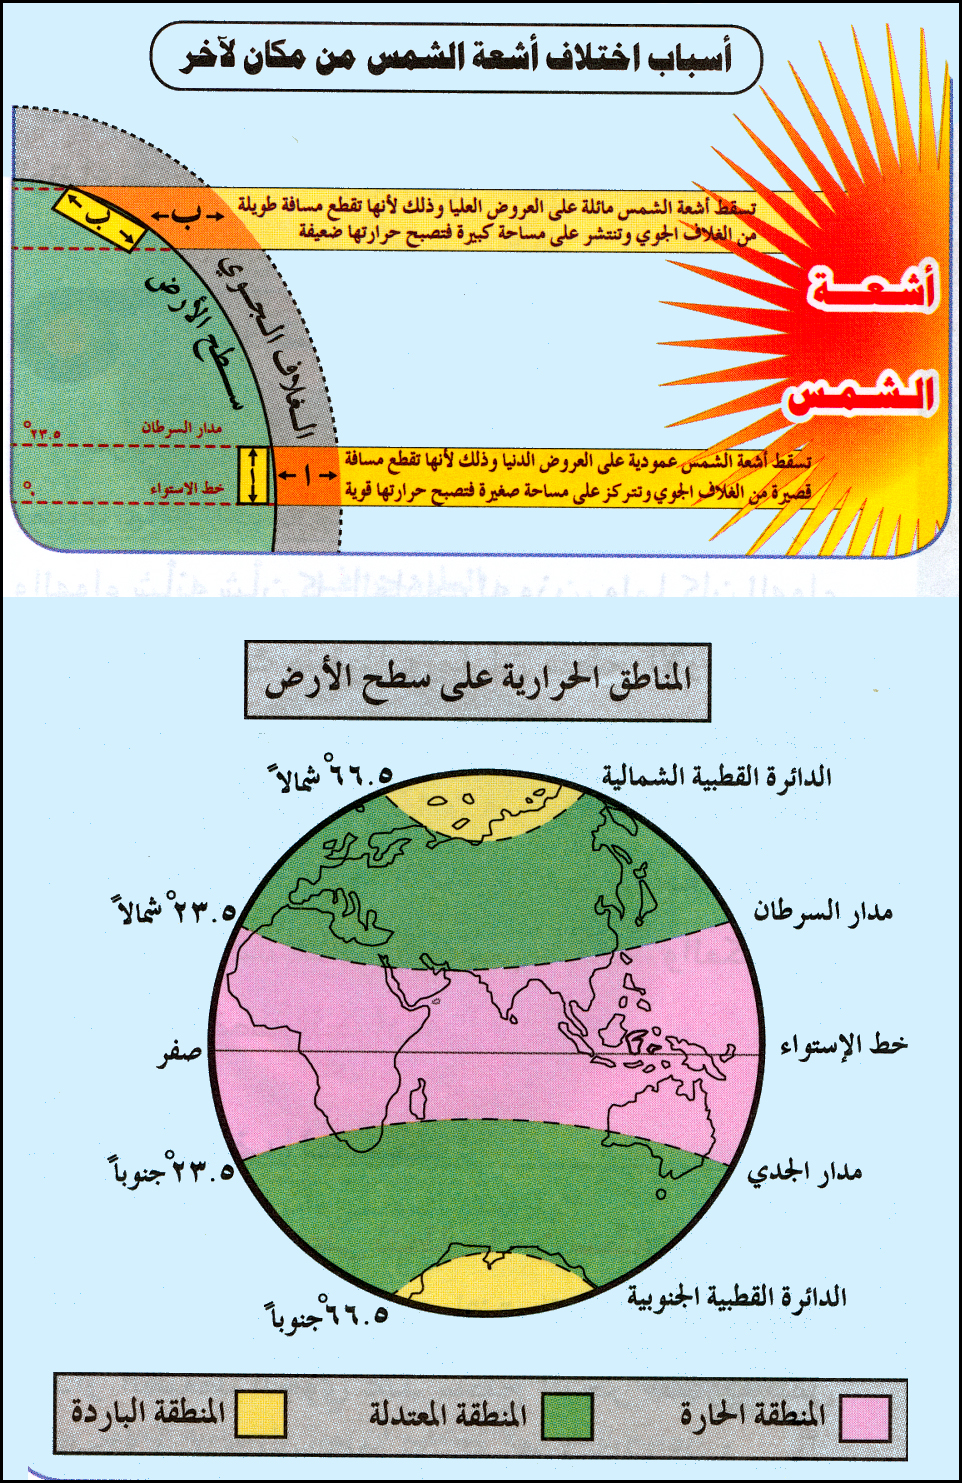 أسباب اختلاف أشعة الشمس من مكان لآخر
تسقط أشعة الشمس مائلة على العروض العليا وذلك لأنها تقطع مسافة طويلة
من الغلاف الجوي وتنتشر على مساحة كبيرة فتصبح حرارتها ضعيفة
ب
ب
أشعة
الشمس
الغلاف الجوي
سطح الأرض
مدار السرطان
٢٣.٥°
تسقط أشعة الشمس عمودية على العروض الدنيا وذلك لأنها تقطع مسافة
قصيرة من الغلاف الجوي وتتركز على مساحة صغيرة فتصبح حرارتها قوية
ا
ا
خط الاستواء
٠°
المناطق الحرارية على سطح الأرض
الدائرة القطبية الشمالية
٦٦.٥° شمالاً
مدار السرطان
٢٣.٥° شمالاً
خط الإستواء
صفر
مدار الجدي
٢٣.٥° جنوباً
الدائرة القطبية الجنوبية
٦٦.٥° جنوباً
المنطقة الحارة
المنطقة المعتدلة
المنطقة الباردة